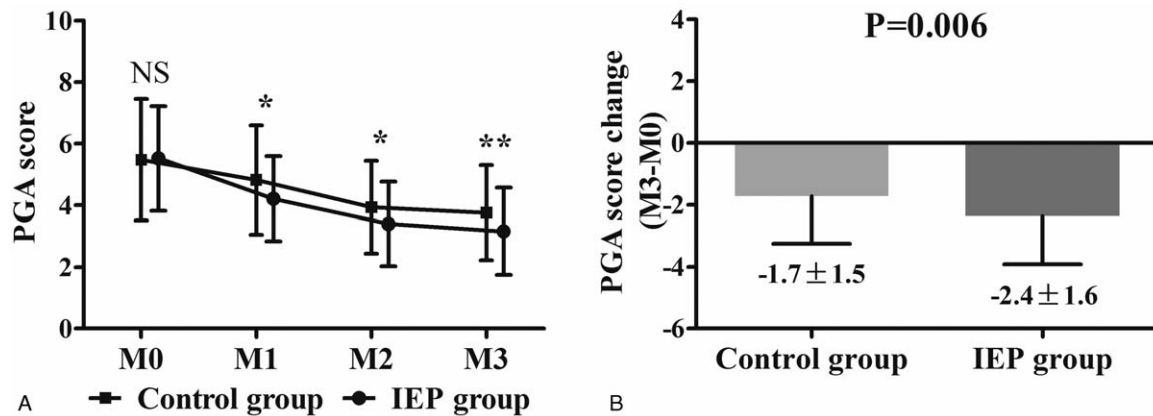 10
8
6
4
2
0
PGA score
NS
*
*
**
M0 M1 M2 M3
Control group IEP group
A
P=0.006
4
2
0
-2
-4
-6
PGA score change
(M3-M0)
-1.7±1.5
-2.4±1.6
Control group IEP group
B